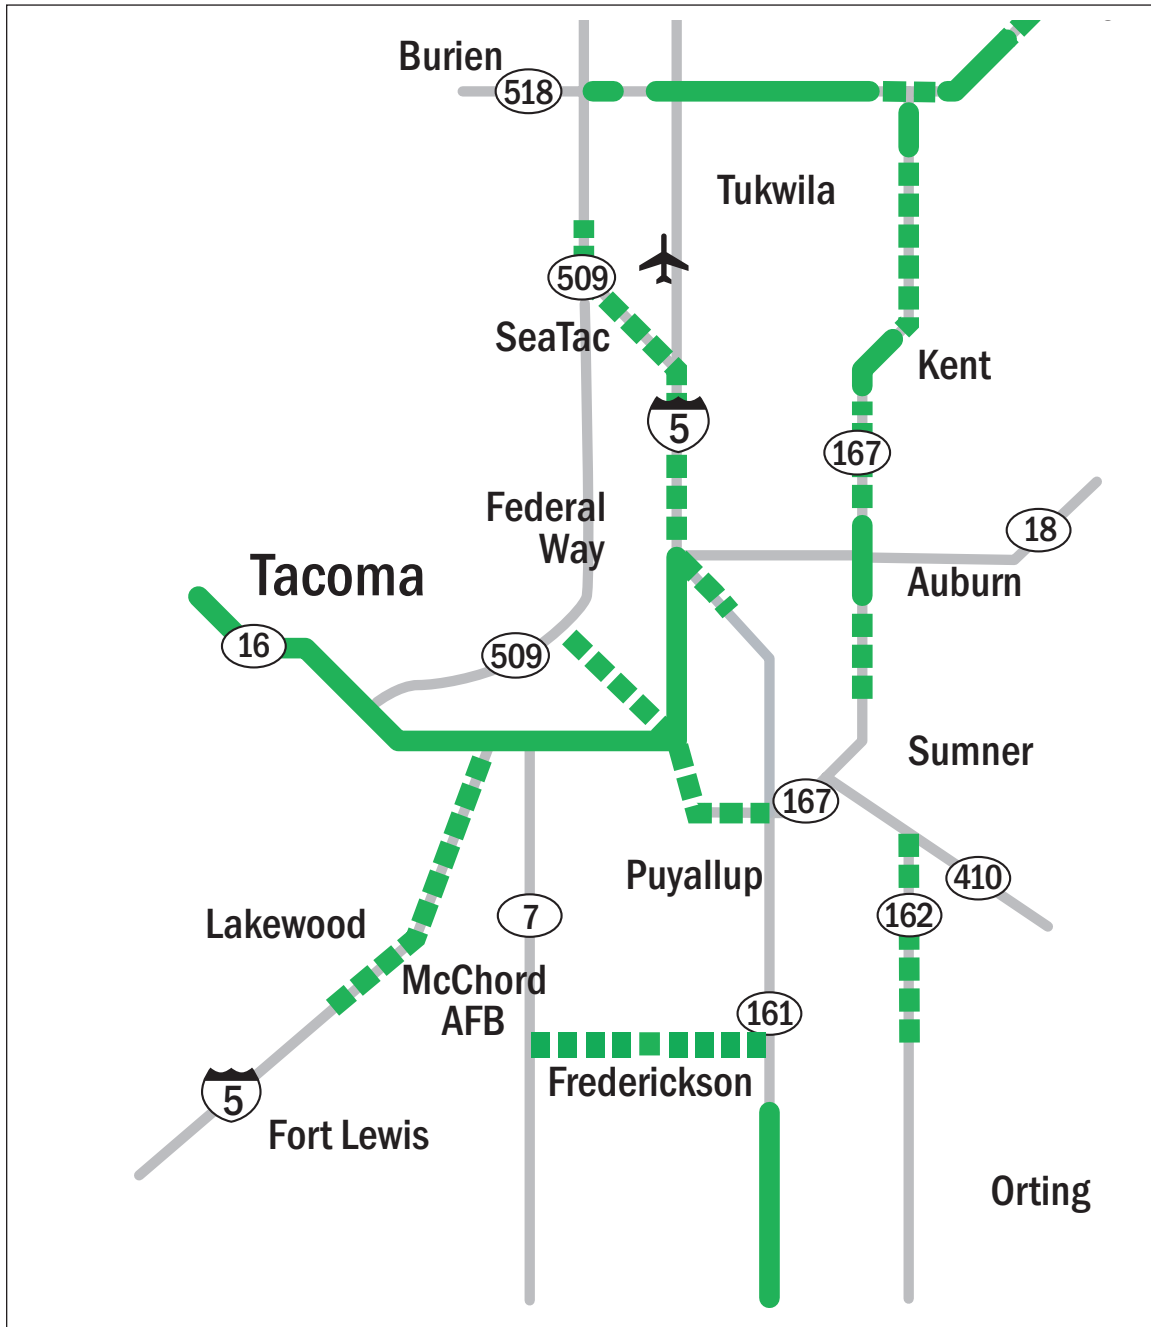 Burien
518
Tukwila
509
SeaTac
Kent
5
167
Federal
Way
18
Tacoma
Auburn
16
509
Sumner
167
Puyallup
410
Lakewood
7
162
McChord
AFB
161
Frederickson
5
Fort Lewis
Orting